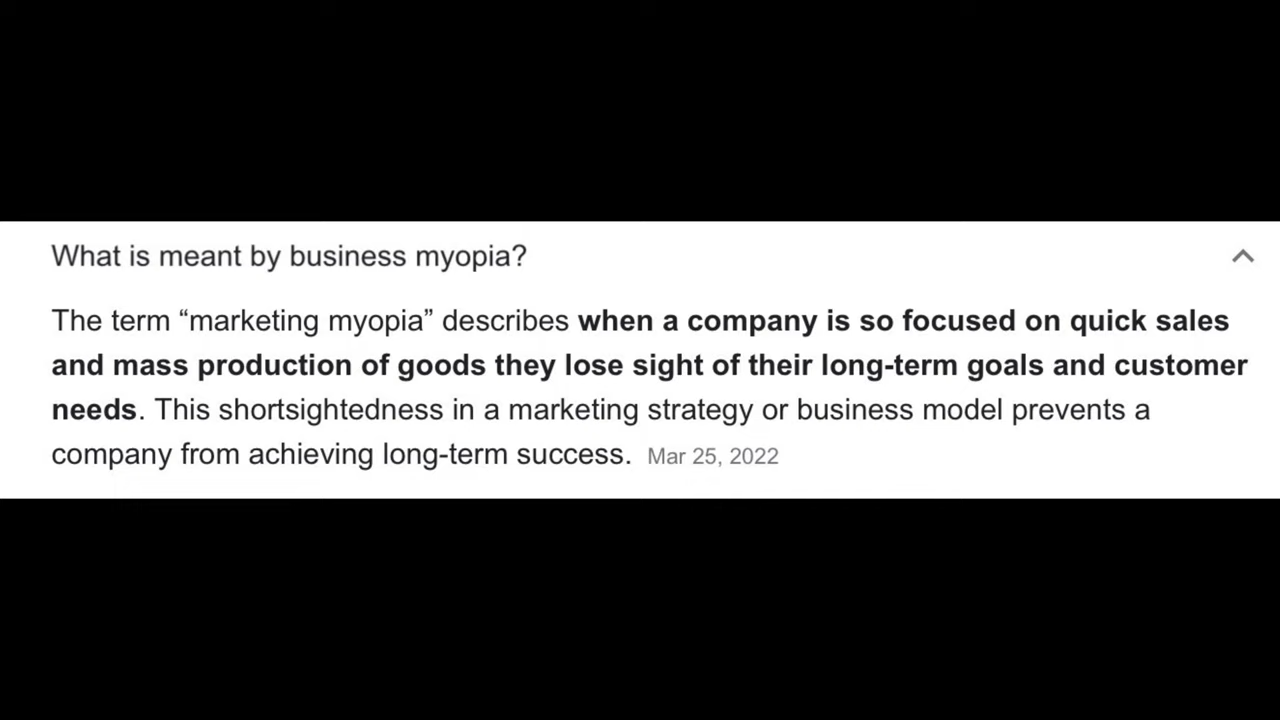 What is meant by business myopia?
The term “marketing myopia” describes when a company is so focused on quick sales
and mass production of goods they lose sight of their long-term goals and customer
needs. This shortsightedness in a marketing strategy or business model prevents a
company from achieving long-term success. Mar 25, 2022